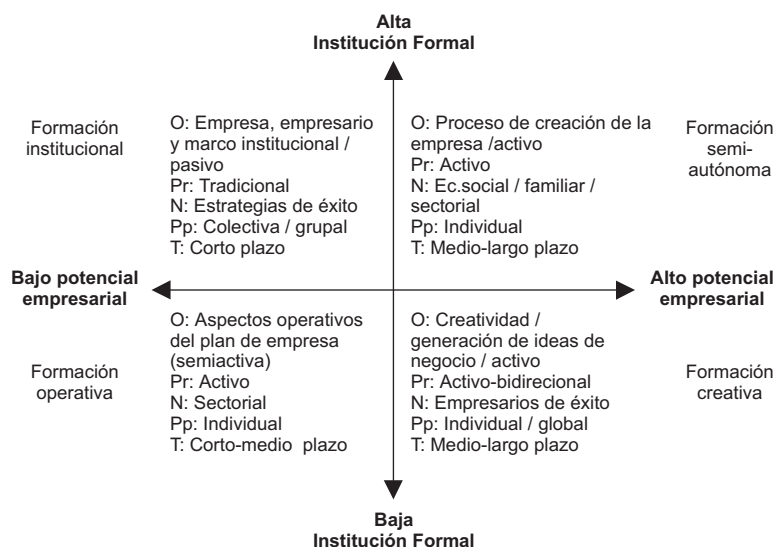 Alta
Institución Formal
Formación
institucional
O: Empresa, empresario
y marco institucional /
pasivo
Pr: Tradicional
N: Estrategias de éxito
Pp: Colectiva / grupal
T: Corto plazo
O: Proceso de creación de la
empresa /activo
Pr: Activo
N: Ec.social / familiar /
sectorial
Pp: Individual
T: Medio-largo plazo
Formación
semi-
autónoma
Bajo potencial
empresarial
Alto potencial
empresarial
Formación
operativa
O: Aspectos operativos
del plan de empresa
(semiactiva)
Pr: Activo
N: Sectorial
Pp: Individual
T: Corto-medio plazo
O: Creatividad /
generación de ideas de
negocio / activo
Pr: Activo-bidirecional
N: Empresarios de éxito
Pp: Individual / global
T: Medio-largo plazo
Formación
creativa
Baja
Institución Formal